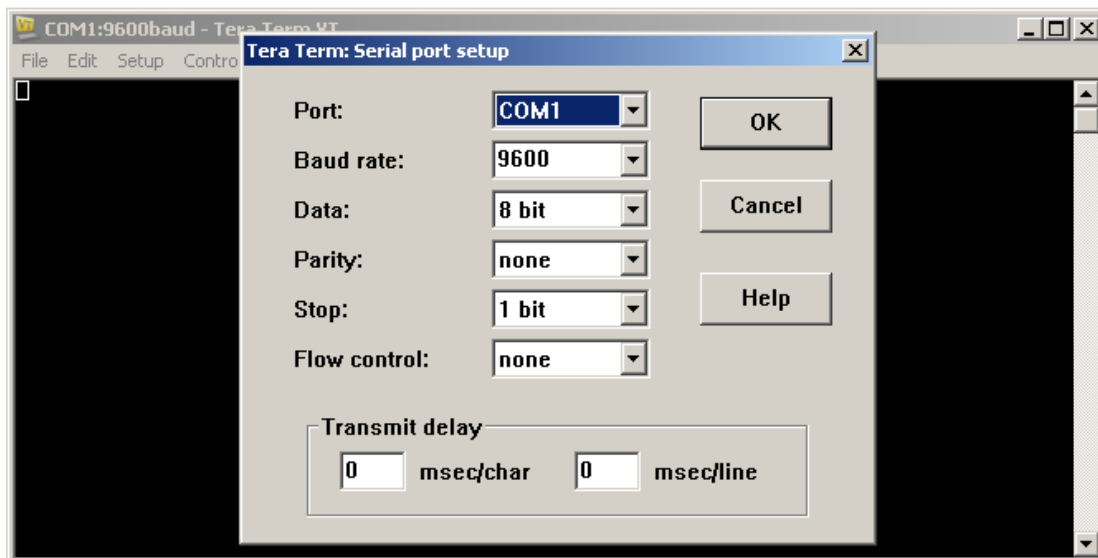 COM1:9600baud - Tera Term VT
File Edit Setup Contro
Tera Term: Serial port setup
Port: COM1
OK
Baud rate: 9600
Data: 8 bit
Cancel
Parity: none
Stop: 1 bit
Help
Flow control: none
Transmit delay
0 msec/char 0 msec/line